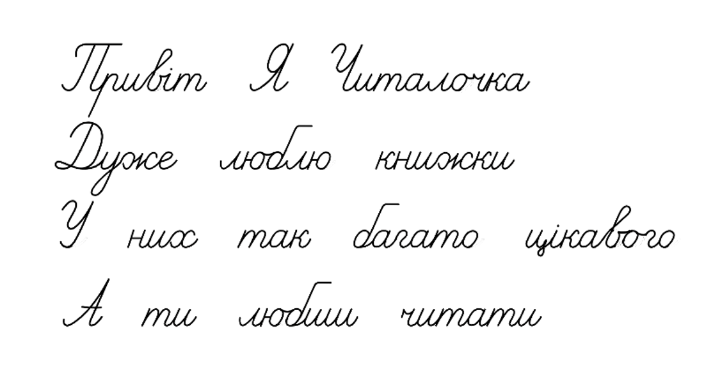 Привіт Я Читалочка
Дуже люблю книжки
У них так багато цікавого
А ти любиш читати